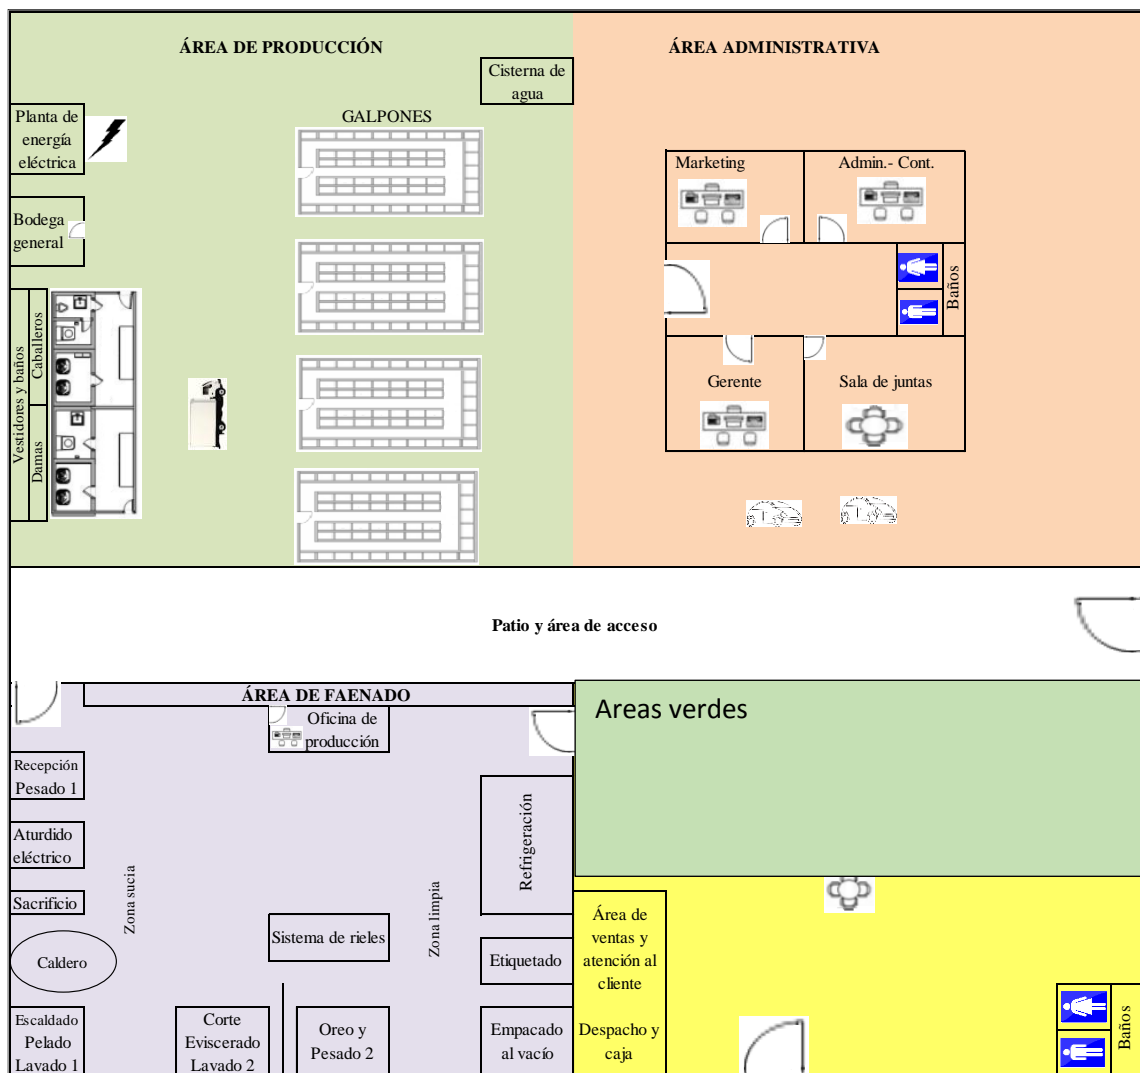 ÁREA DE PRODUCCIÓN
ÁREA ADMINISTRATIVA
Cisterna de
agua
Planta de
energía
eléctrica
GALPONES
Marketing
Admin.- Cont.
Bodega
general
Baños
Vestidores y baños
Caballeros
Damas
Gerente
Sala de juntas
Patio y área de acceso
ÁREA DE FAENADO
Areas verdes
Oficina de
producción
Recepción
Pesado 1
Refrigeración
Aturdido
eléctrico
Zona sucia
Zona limpia
Sacrificio
Área de
ventas y
atención al
cliente
Sistema de rieles
Caldero
Etiquetado
Escaldado
Pelado
Lavado 1
Corte
Eviscerado
Lavado 2
Oreo y
Pesado 2
Empacado
al vacío
Despacho y
caja
Baños